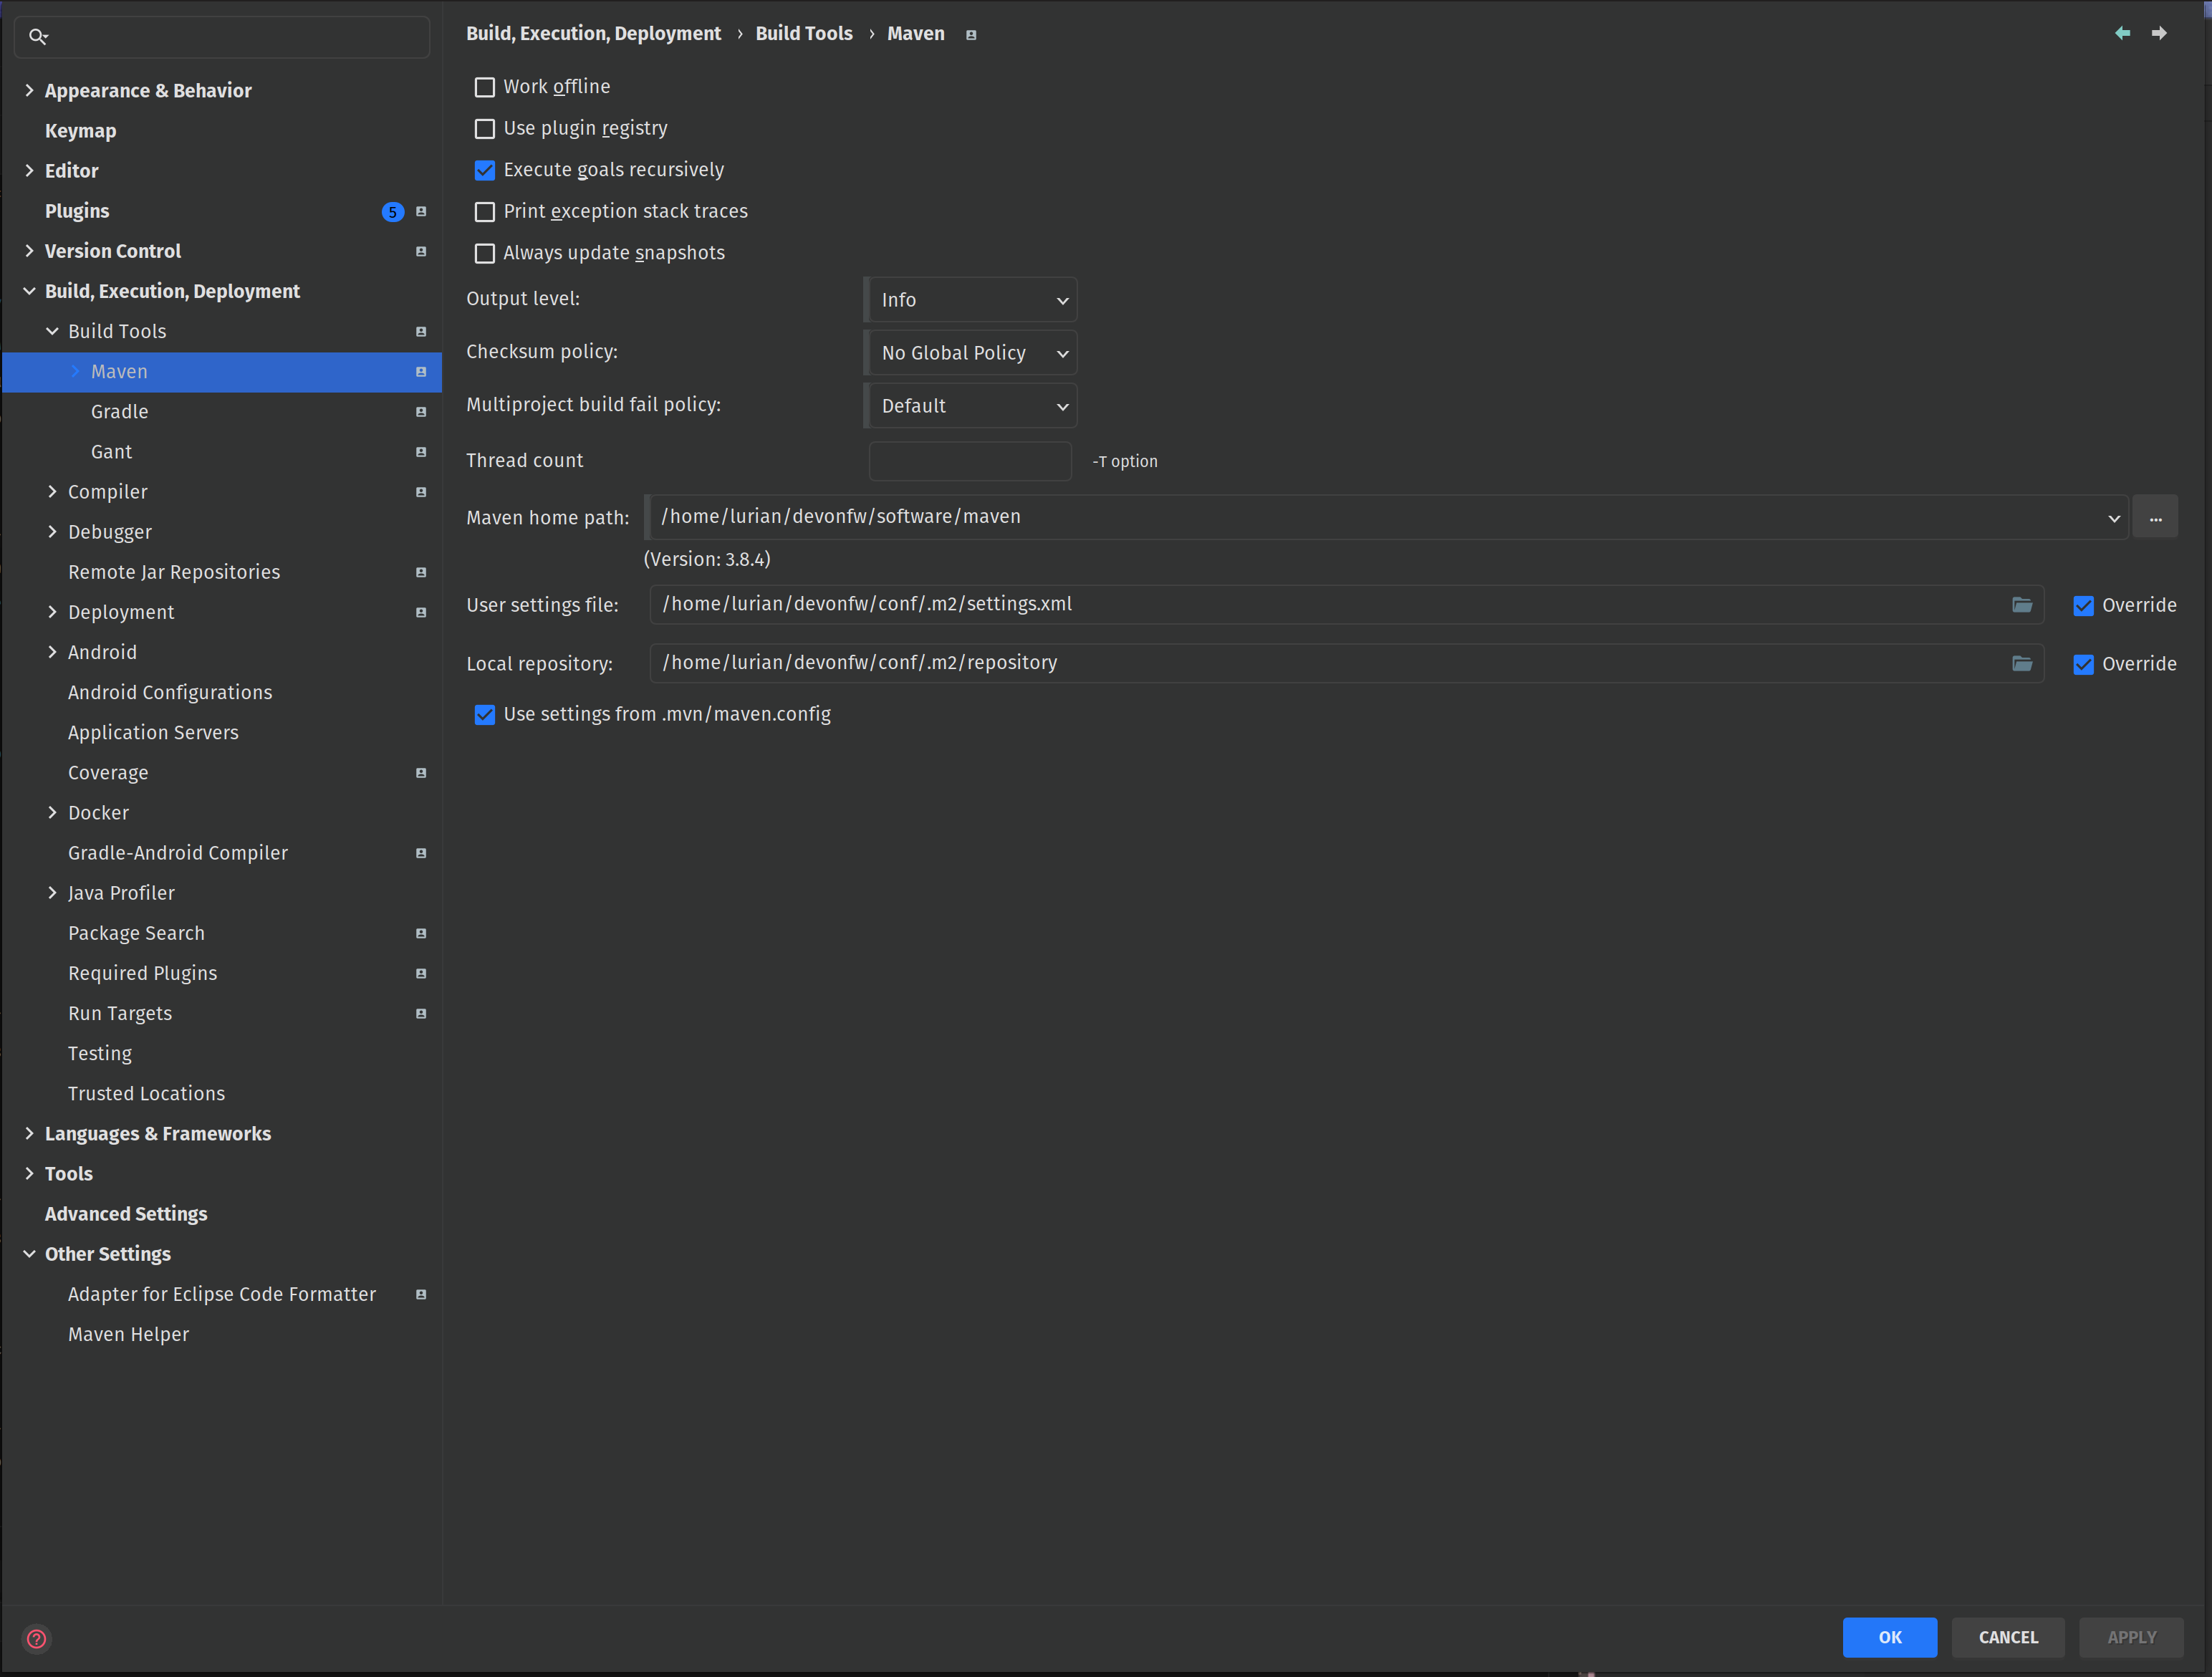 Appearance & Behavior
Keymap
Editor
Plugins 5
Version Control
Build, Execution, Deployment
Build Tools
Maven
Gradle
Gant
Compiler
Debugger
Remote Jar Repositories
Deployment
Android
Android Configurations
Application Servers
Coverage
Docker
Gradle-Android Compiler
Java Profiler
Package Search
Required Plugins
Run Targets
Testing
Trusted Locations
Languages & Frameworks
Tools
Advanced Settings
Other Settings
Adapter for Eclipse Code Formatter
Maven Helper
Build, Execution, Deployment › Build Tools › Maven
Work offline
Use plugin registry
Execute goals recursively
Print exception stack traces
Always update snapshots
Output level: Info
Checksum policy: No Global Policy
Multiproject build fail policy: Default
Thread count -T option
Maven home path: /home/lurian/devonfw/software/maven ...
(Version: 3.8.4)
User settings file: /home/lurian/devonfw/conf/.m2/settings.xml Override
Local repository: /home/lurian/devonfw/conf/.m2/repository Override
Use settings from .mvn/maven.config
? OK CANCEL APPLY